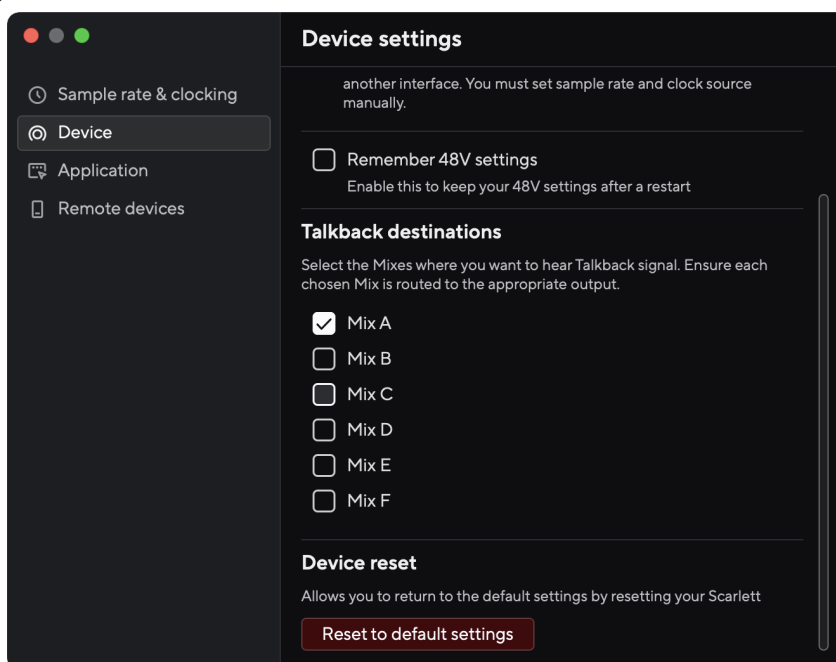 Device settings
Sample rate & clocking
Device
Application
Remote devices
another interface. You must set sample rate and clock source
manually.
Remember 48V settings
Enable this to keep your 48V settings after a restart
Talkback destinations
Select the Mixes where you want to hear Talkback signal. Ensure each
chosen Mix is routed to the appropriate output.
Mix A
Mix B
Mix C
Mix D
Mix E
Mix F
Device reset
Allows you to return to the default settings by resetting your Scarlett
Reset to default settings